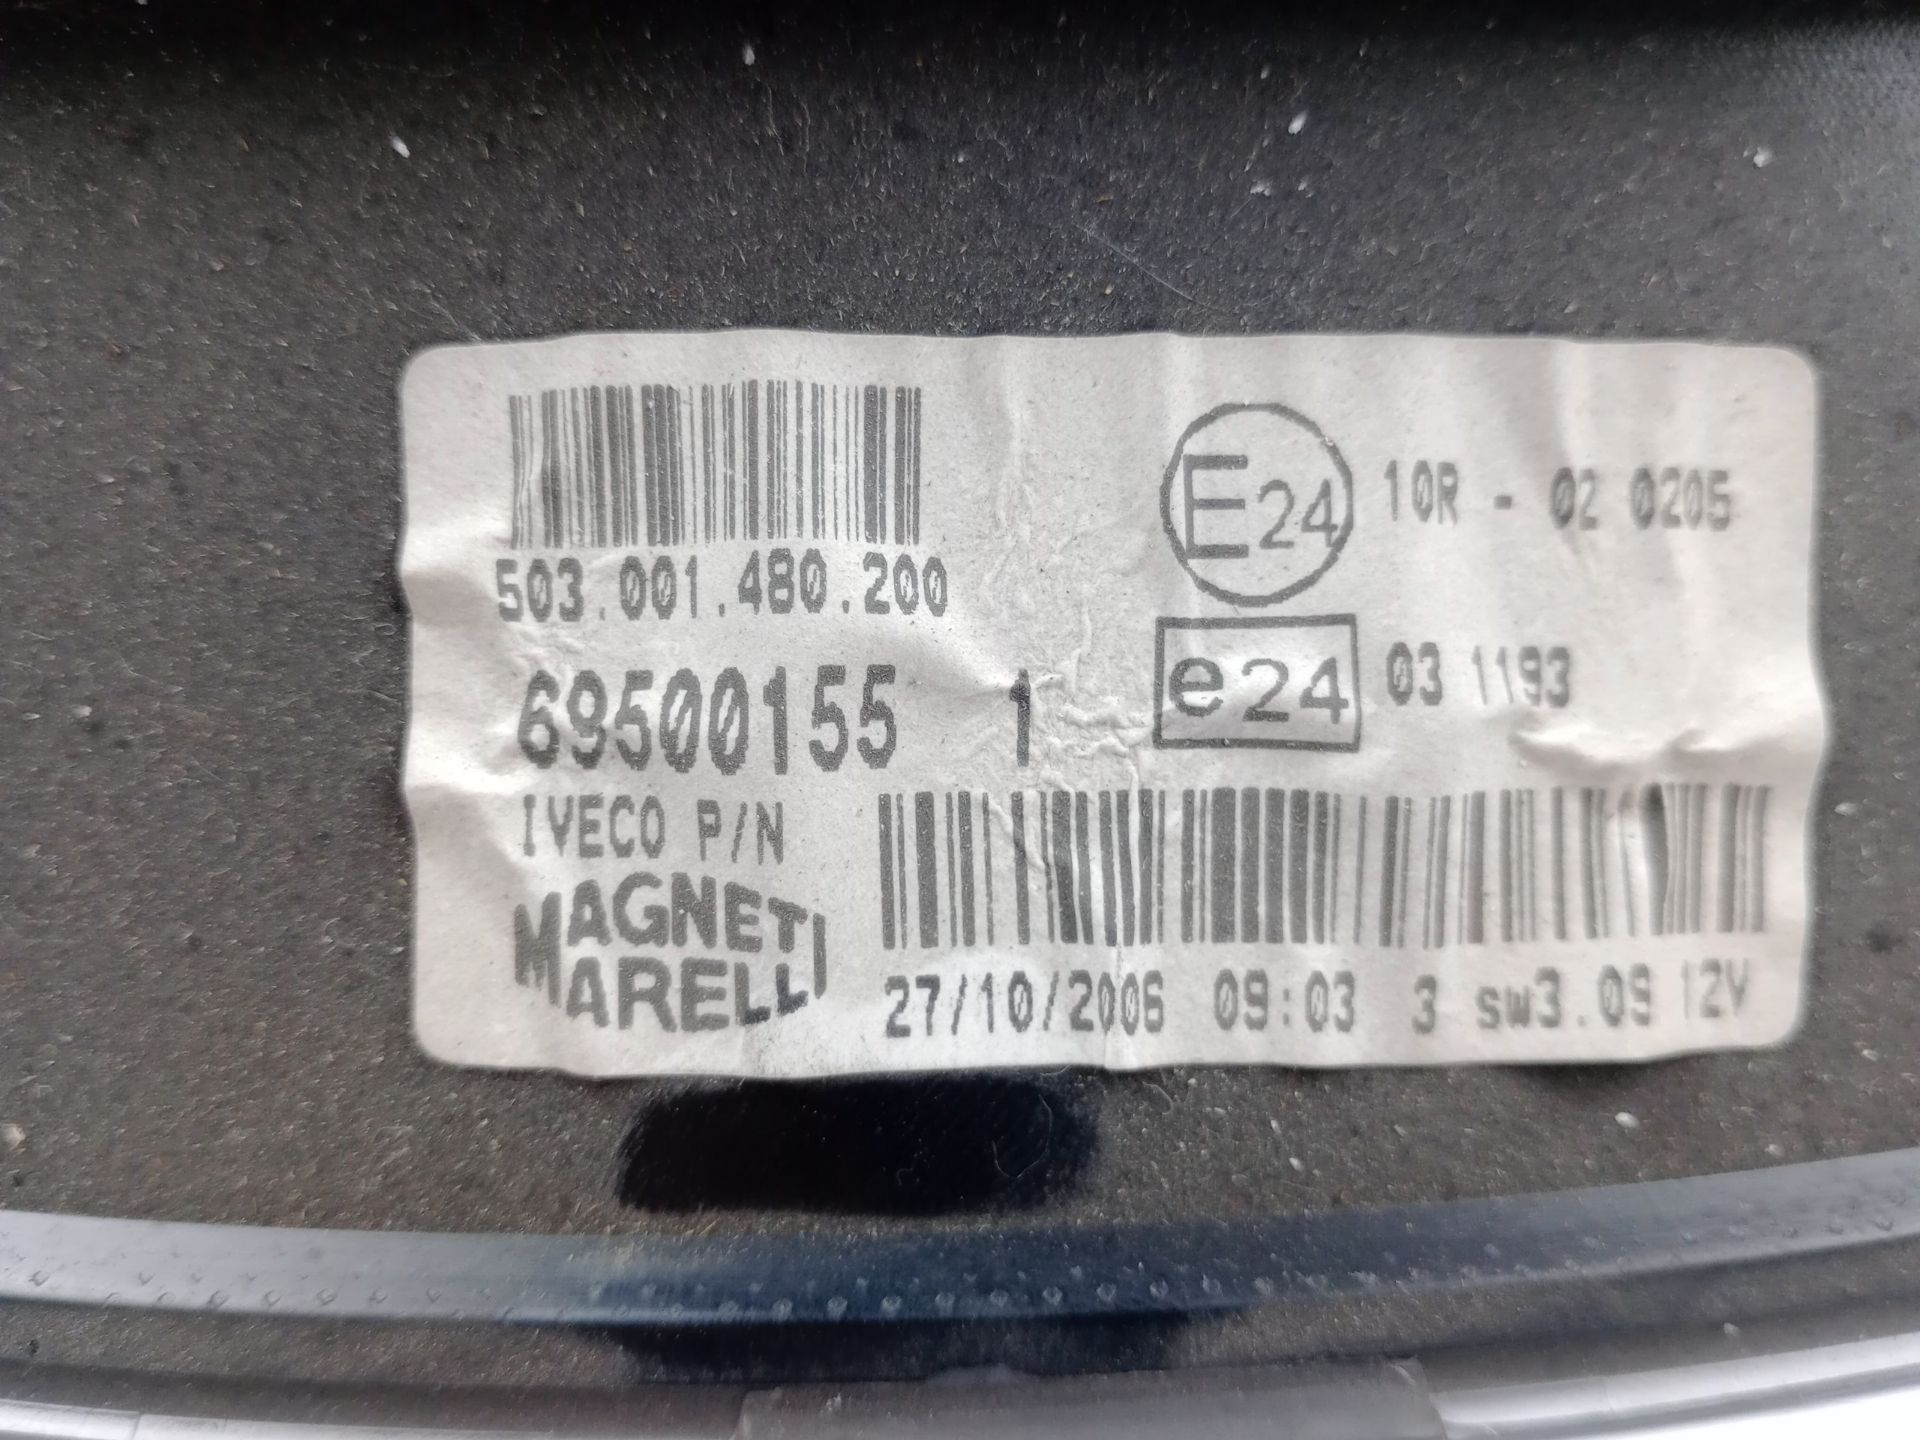 503.001.480.200
E24 10R - 02 0205
69500155 1
e24 03 1193
IVECO P/N
MAGNETI
MARELLI
27/10/2006 09:03 3 sw3.09 12V